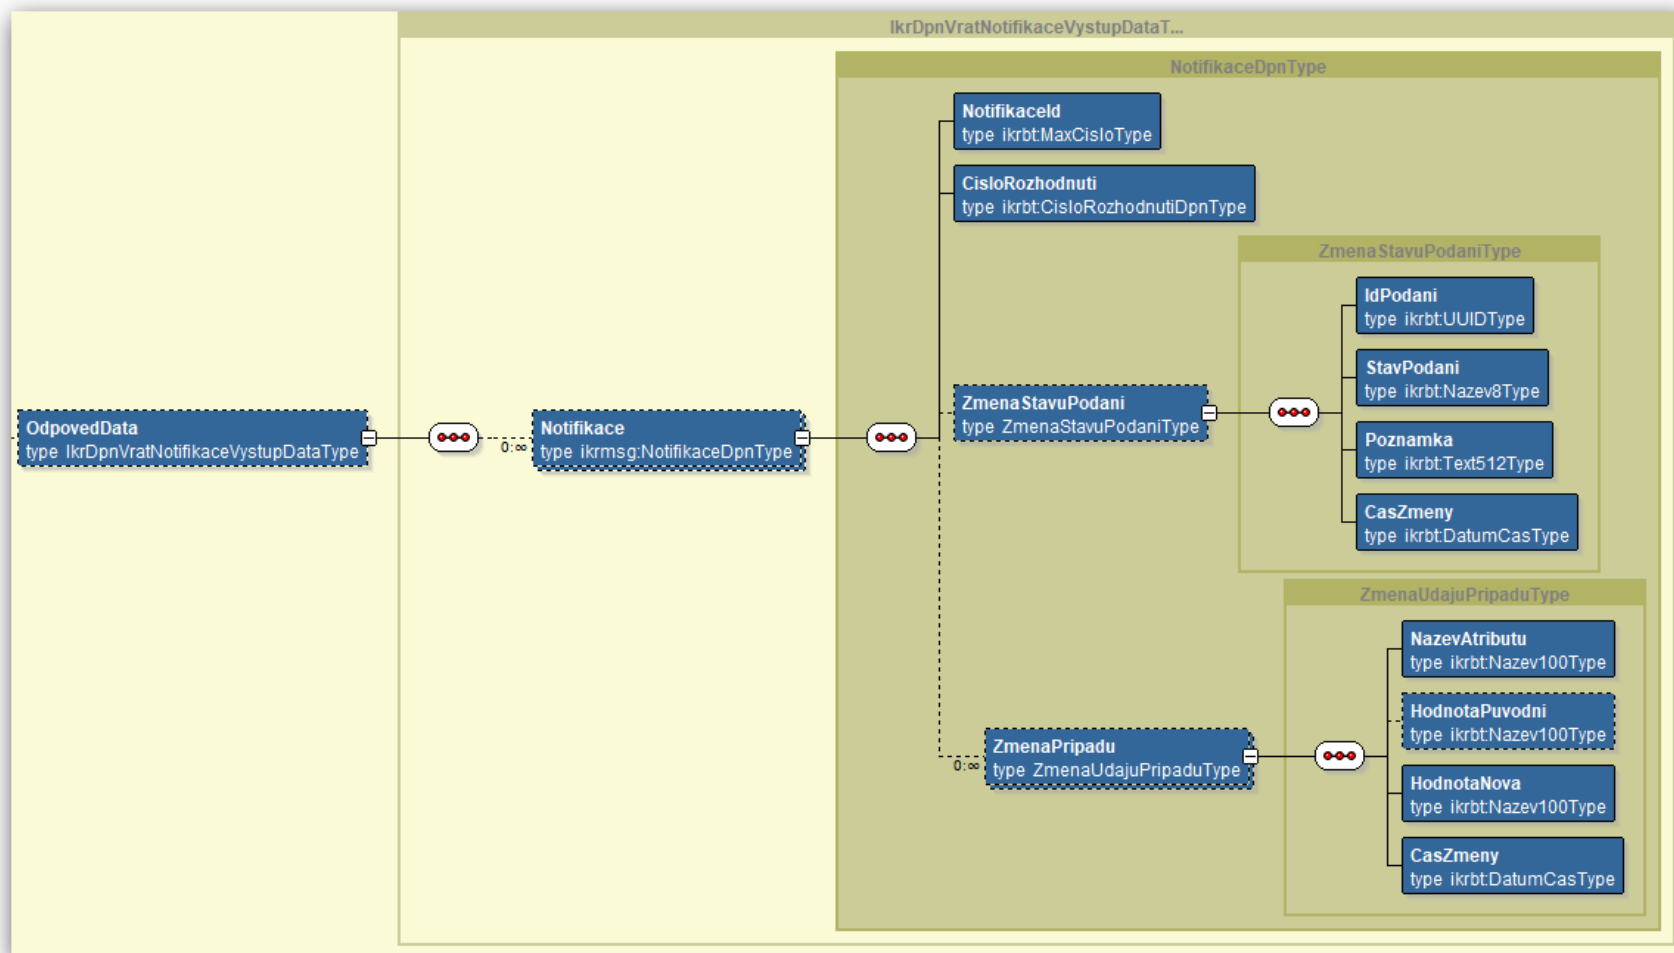 IkrDpnVratNotifikaceVystupDataT...
NotifikaceDpnType
NotifikaceId
type ikrbt:MaxCisloType
CisloRozhodnuti
type ikrbt:CisloRozhodnutiDpnType
ZmenaStavuPodaniType
IdPodani
type ikrbt:UUIDType
StavPodani
type ikrbt:Nazev8Type
ZmenaStavuPodani
type ZmenaStavuPodaniType
OdpovedData
type IkrDpnVratNotifikaceVystupDataType
0:∞
Notifikace
type ikrmsg:NotifikaceDpnType
Poznamka
type ikrbt:Text512Type
CasZmeny
type ikrbt:DatumCasType
ZmenaUdajuPripaduType
NazevAtributu
type ikrbt:Nazev100Type
HodnotaPuvodni
type ikrbt:Nazev100Type
0:∞
ZmenaPripadu
type ZmenaUdajuPripaduType
HodnotaNova
type ikrbt:Nazev100Type
CasZmeny
type ikrbt:DatumCasType